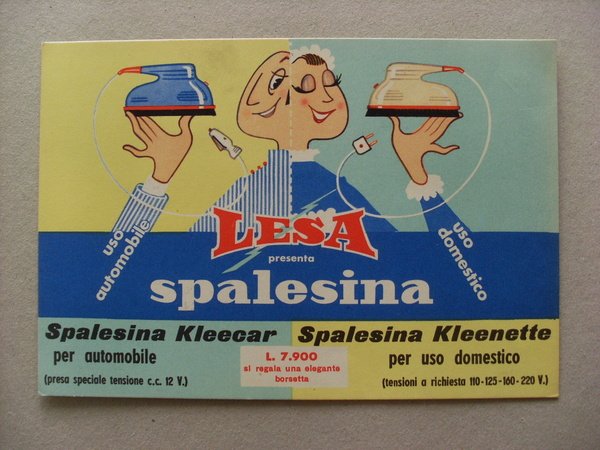 uso
automobile
uso
domestico
LESA
presenta
spalesina
Spalesina Kleecar
per automobile
(presa speciale tensione c.c. 12 V.)
L. 7.900
si regala una elegante
borsetta
Spalesina Kleenette
per uso domestico
(tensioni a richiesta 110-125-160-220 V.)